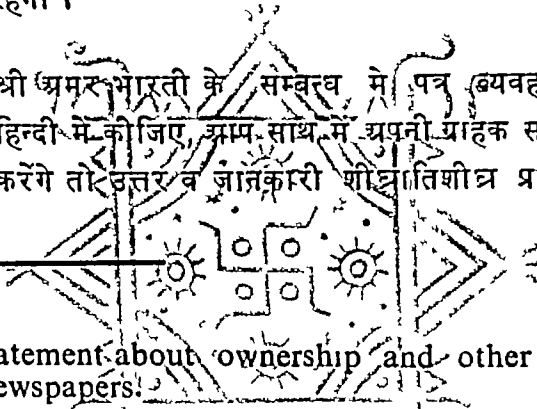 श्री अमर भारती के सम्बन्ध मे पत्र व्यवह
हिन्दी में कीजिए, आप साथ में अपनी ग्राहक स
करेंगे तो उत्तर व जानकारी शीघ्रातिशीघ्र प्र
atement about ownership and other
ewspapers.